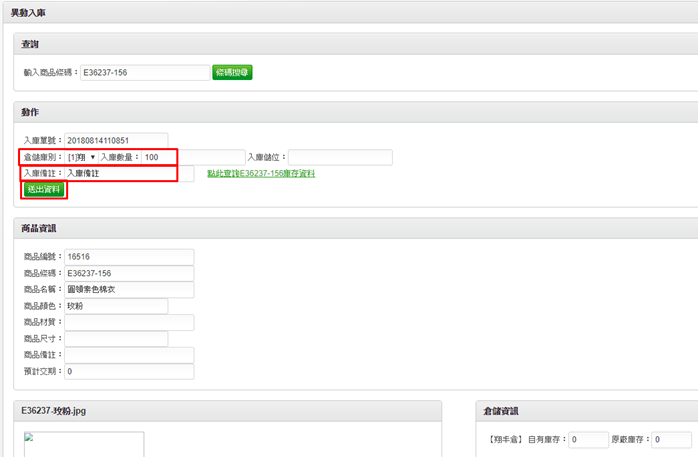 異動入庫
查詢
輸入商品條碼： E36237-156 條碼搜尋
動作
入庫單號： 20180814110851
倉儲庫別： [1]翔 ▼ 入庫數量： 100 入庫儲位：
入庫備註： 入庫備註 點此查詢E36237-156庫存資料
送出資料
商品資訊
商品編號： 16516
商品條碼： E36237-156
商品名稱： 圓領素色棉衣
商品顏色： 玫粉
商品材質：
商品尺寸：
商品備註：
預計交期： 0
E36237-玫粉.jpg
倉儲資訊
【翔丰倉】 自有庫存： 0 原廠庫存： 0